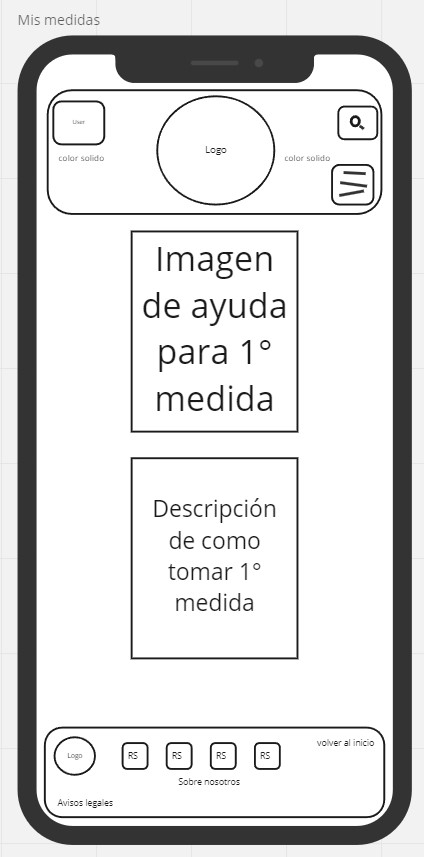 Mis medidas
User
Logo
color solido
color solido
Imagen
de ayuda
para 1°
medida
Descripción
de como
tomar 1°
medida
volver al inicio
Logo
RS
RS
RS
RS
Sobre nosotros
Avisos legales